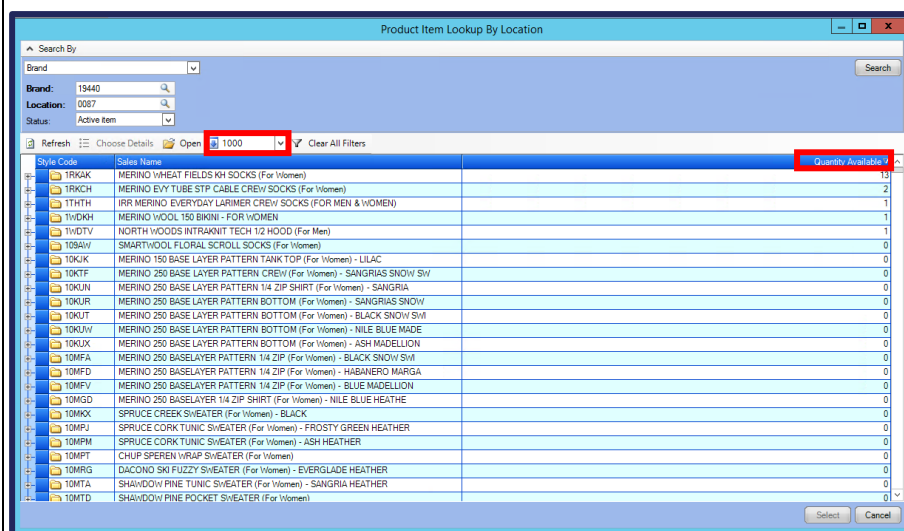 Product Item Lookup By Location
Search By
Brand
Search
Brand: 19440
Location: 0087
Status: Active item
Refresh Choose Details Open 1000 Clear All Filters
Style Code Sales Name Quantity Available
1RKAK MERINO WHEAT FIELDS KH SOCKS (For Women) 13
1RKCH MERINO EVY TUBE STP CABLE CREW SOCKS (For Women) 2
1THTH IRR MERINO EVERYDAY LARIMER CREW SOCKS (FOR MEN & WOMEN) 1
1WDKH MERINO WOOL 150 BIKINI - FOR WOMEN 1
1WDTV NORTH WOODS INTRAKNIT TECH 1/2 HOOD (For Men) 1
109AW SMARTWOOL FLORAL SCROLL SOCKS (For Women) 0
10KJK MERINO 150 BASE LAYER PATTERN TANK TOP (For Women) - LILAC 0
10KTF MERINO 250 BASE LAYER PATTERN CREW (For Women) - SANGRIAS SNOW SW 0
10KUN MERINO 250 BASE LAYER PATTERN 1/4 ZIP SHIRT (For Women) - SANGRIA 0
10KUR MERINO 250 BASE LAYER PATTERN BOTTOM (For Women) - SANGRIAS SNOW 0
10KUT MERINO 250 BASE LAYER PATTERN BOTTOM (For Women) - BLACK SNOW SWI 0
10KUW MERINO 250 BASE LAYER PATTERN BOTTOM (For Women) - NILE BLUE MADE 0
10KUX MERINO 250 BASE LAYER PATTERN BOTTOM (For Women) - ASH MADELLION 0
10MFA MERINO 250 BASELAYER PATTERN 1/4 ZIP (For Women) - BLACK SNOW SWI 0
10MFD MERINO 250 BASELAYER PATTERN 1/4 ZIP (For Women) - HABANERO MARGA 0
10MFV MERINO 250 BASELAYER PATTERN 1/4 ZIP (For Women) - BLUE MADELLION 0
10MGD MERINO 250 BASELAYER 1/4 ZIP SHIRT (For Women) - NILE BLUE HEATHE 0
10MKX SPRUCE CREEK SWEATER (For Women) - BLACK 0
10MPJ SPRUCE CORK TUNIC SWEATER (For Women) - FROSTY GREEN HEATHER 0
10MPM SPRUCE CORK TUNIC SWEATER (For Women) - ASH HEATHER 0
10MPT CHUP SPEREN WRAP SWEATER (For Women) 0
10MRG DACONO SKI FUZZY SWEATER (For Women) - EVERGLADE HEATHER 0
10MTA SHAWDOW PINE TUNIC SWEATER (For Women) - SANGRIA HEATHER 0
10MTD SHAWDOW PINE POCKET SWEATER (For Women) 0
Select Cancel